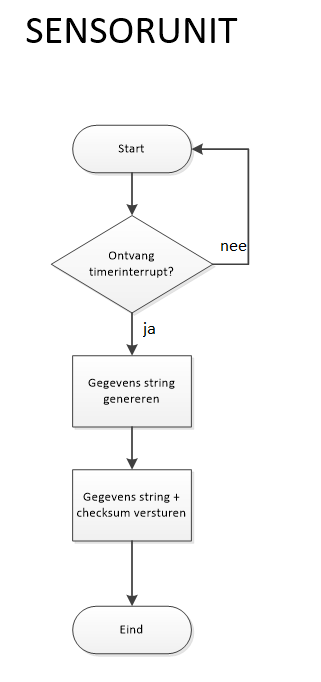 SENSORUNIT
Start
Ontvang
timerinterrupt?
nee
ja
Gegevens string
genereren
Gegevens string +
checksum versturen
Eind